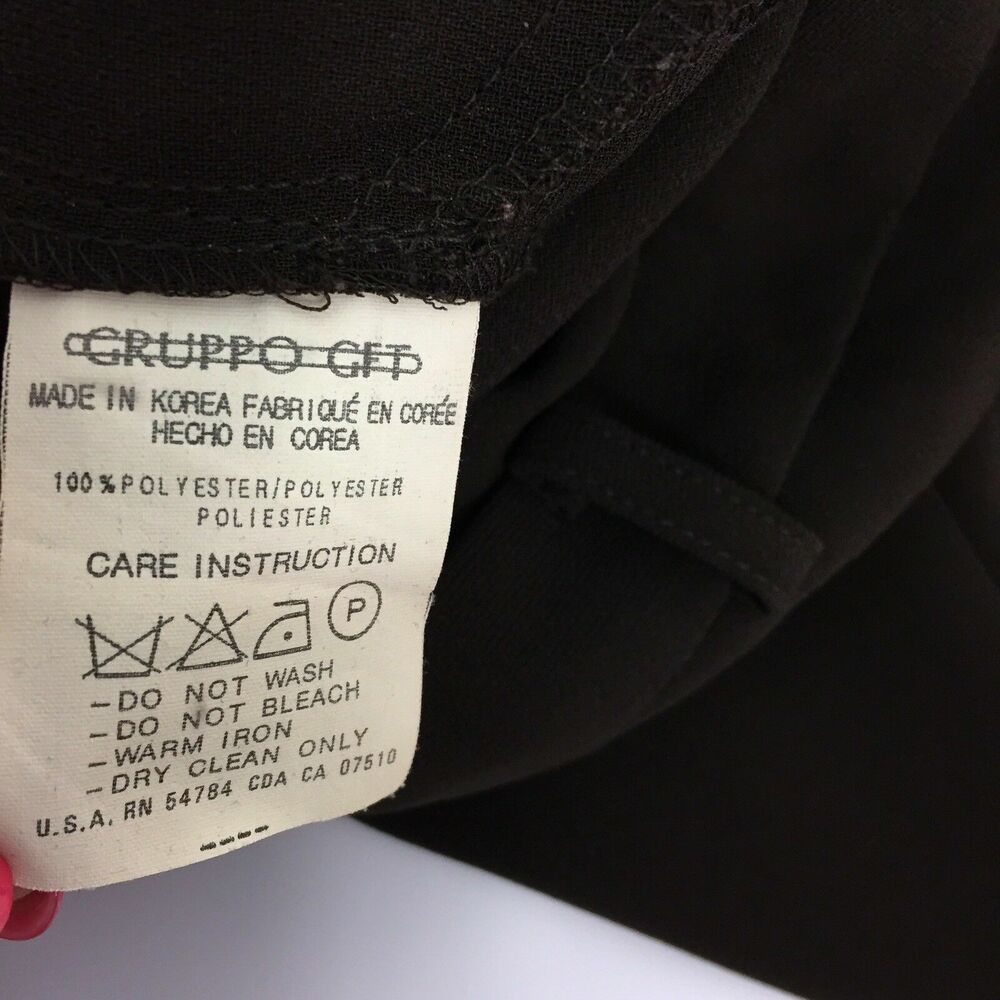 GRUPPO GFT
MADE IN KOREA FABRIQUÉ EN CORÉE
HECHO EN COREA
100%POLYESTER/POLYESTER
POLIESTER
CARE INSTRUCTION
P
-DO NOT WASH
-DO NOT BLEACH
-WARM IRON
-DRY CLEAN ONLY
U.S.A. RN 54784 CDA CA 07510